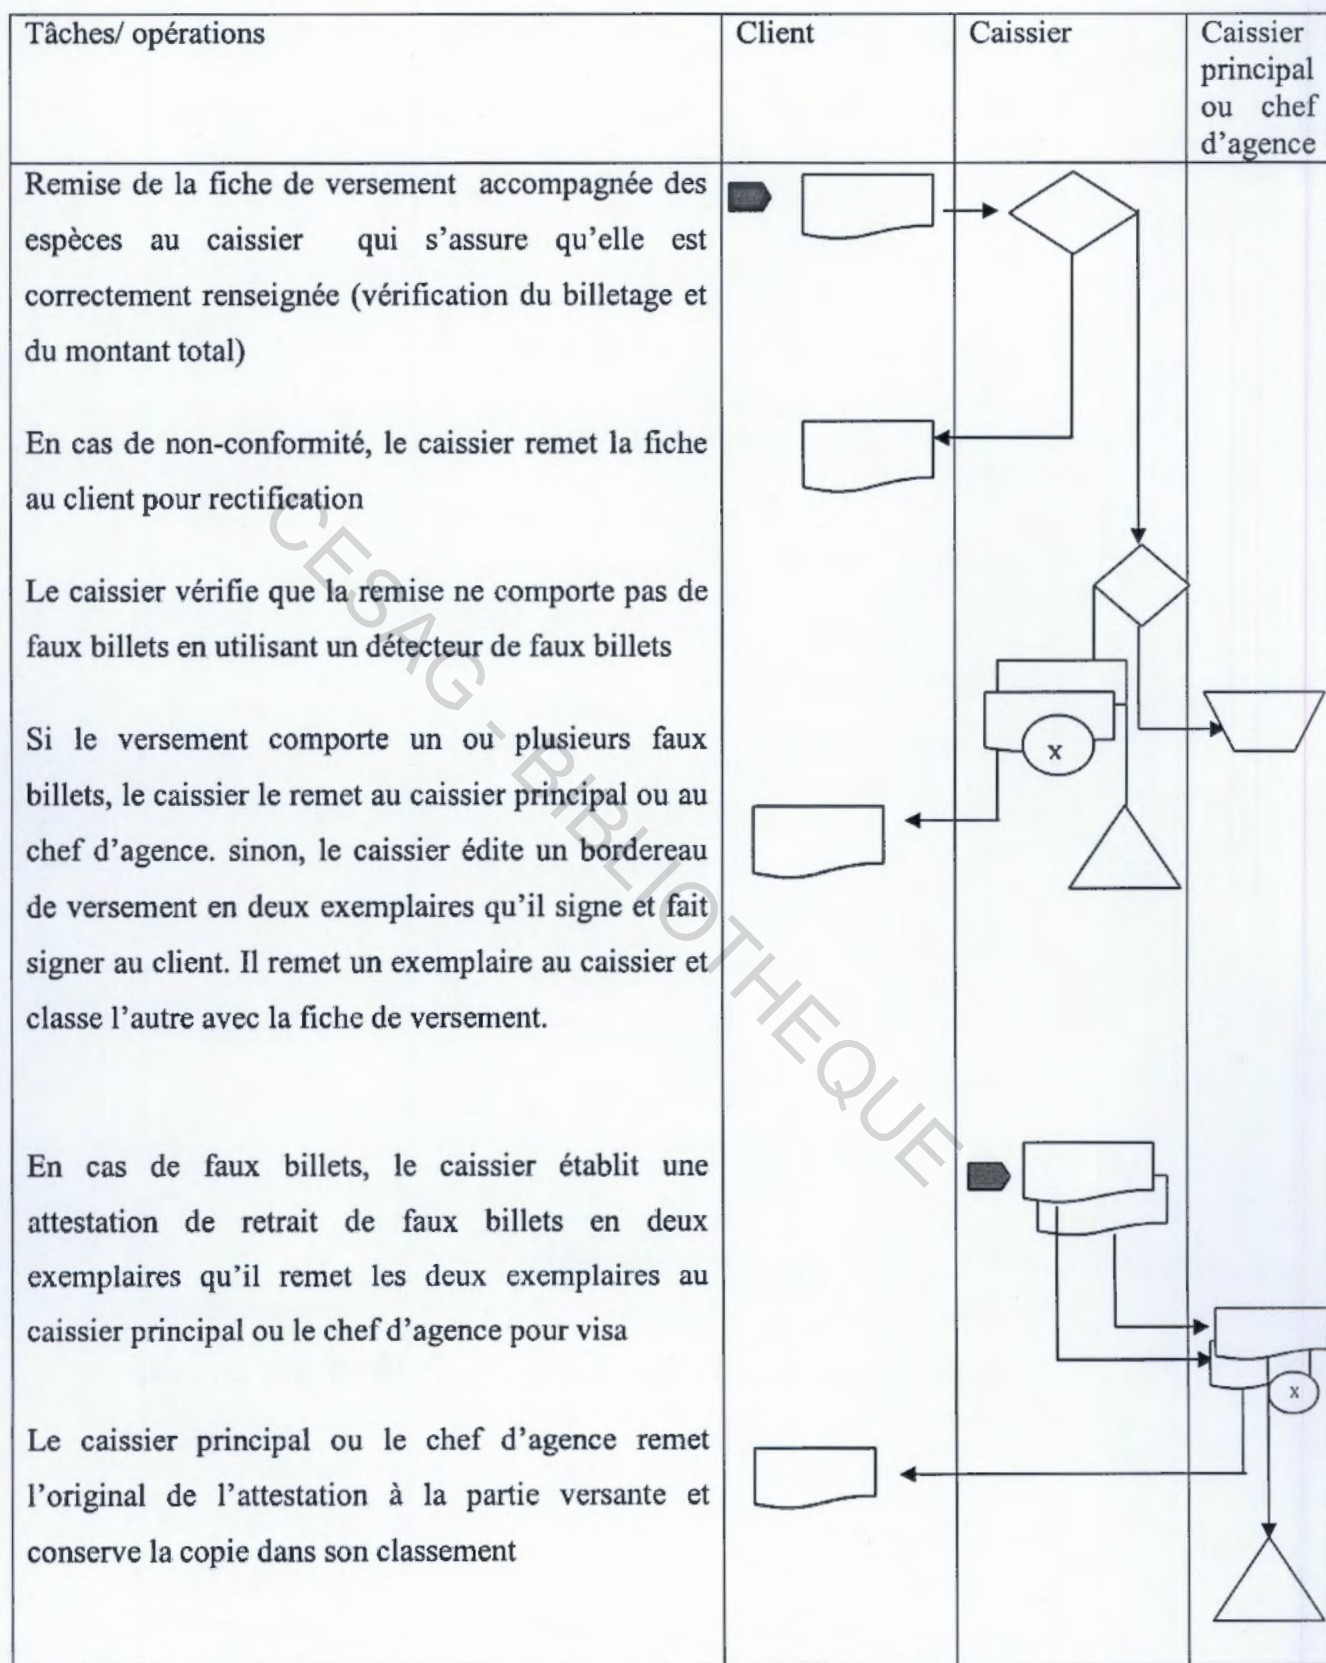 Tâches/ opérations
Client
Caissier
Caissier
principal
ou chef
d'agence
Remise de la fiche de versement accompagnée des
espèces au caissier qui s'assure qu'elle est
correctement renseignée (vérification du billetage et
du montant total)
En cas de non-conformité, le caissier remet la fiche
au client pour rectification
Le caissier vérifie que la remise ne comporte pas de
faux billets en utilisant un détecteur de faux billets
Si le versement comporte un ou plusieurs faux
billets, le caissier le remet au caissier principal ou au
chef d'agence. sinon, le caissier édite un bordereau
de versement en deux exemplaires qu'il signe et fait
signer au client. Il remet un exemplaire au caissier et
classe l'autre avec la fiche de versement.
x
En cas de faux billets, le caissier établit une
attestation de retrait de faux billets en deux
exemplaires qu'il remet les deux exemplaires au
caissier principal ou le chef d'agence pour visa
x
Le caissier principal ou le chef d'agence remet
l'original de l'attestation à la partie versante et
conserve la copie dans son classement
CESAG - BIBLIOTHEQUE